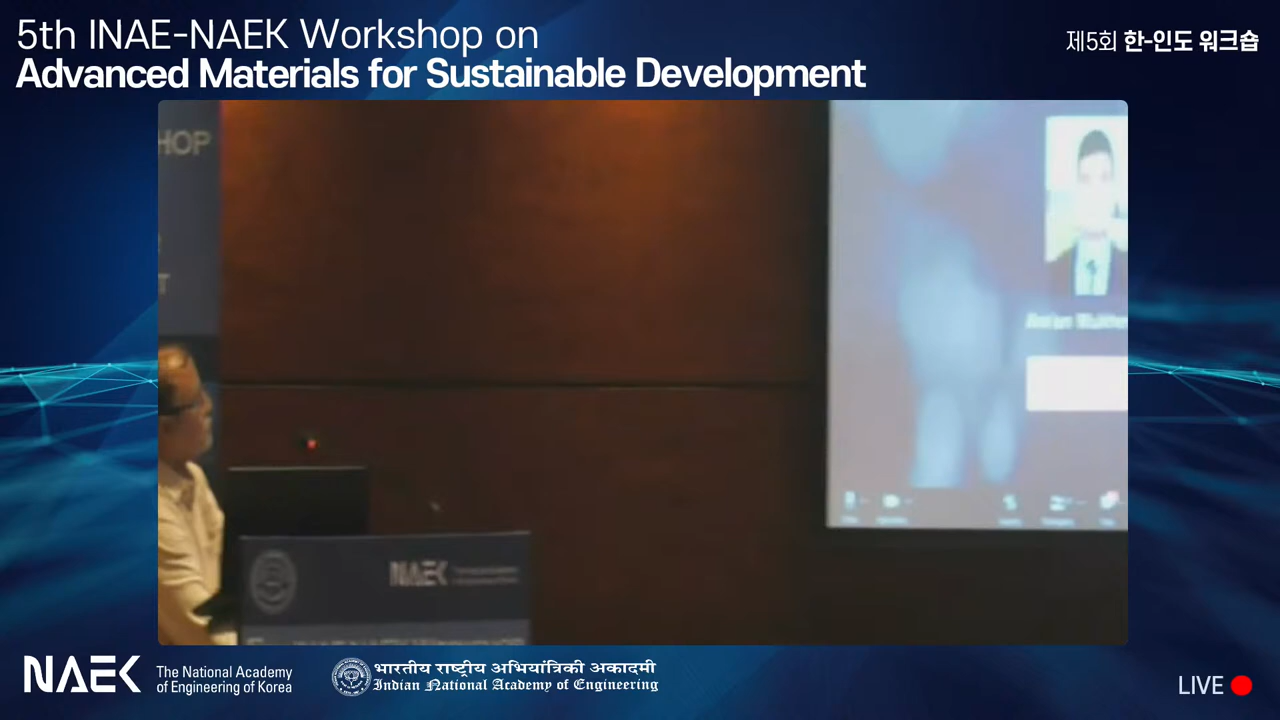 5th INAE-NAEK Workshop on
Advanced Materials for Sustainable Development
제5회 한-인도 워크숍
HOP
T
NAEK
NAEK
The National Academy
of Engineering of Korea
भारतीय राष्ट्रीय अभियांत्रिकी अकादमी
Indian National Academy of Engineering
LIVE